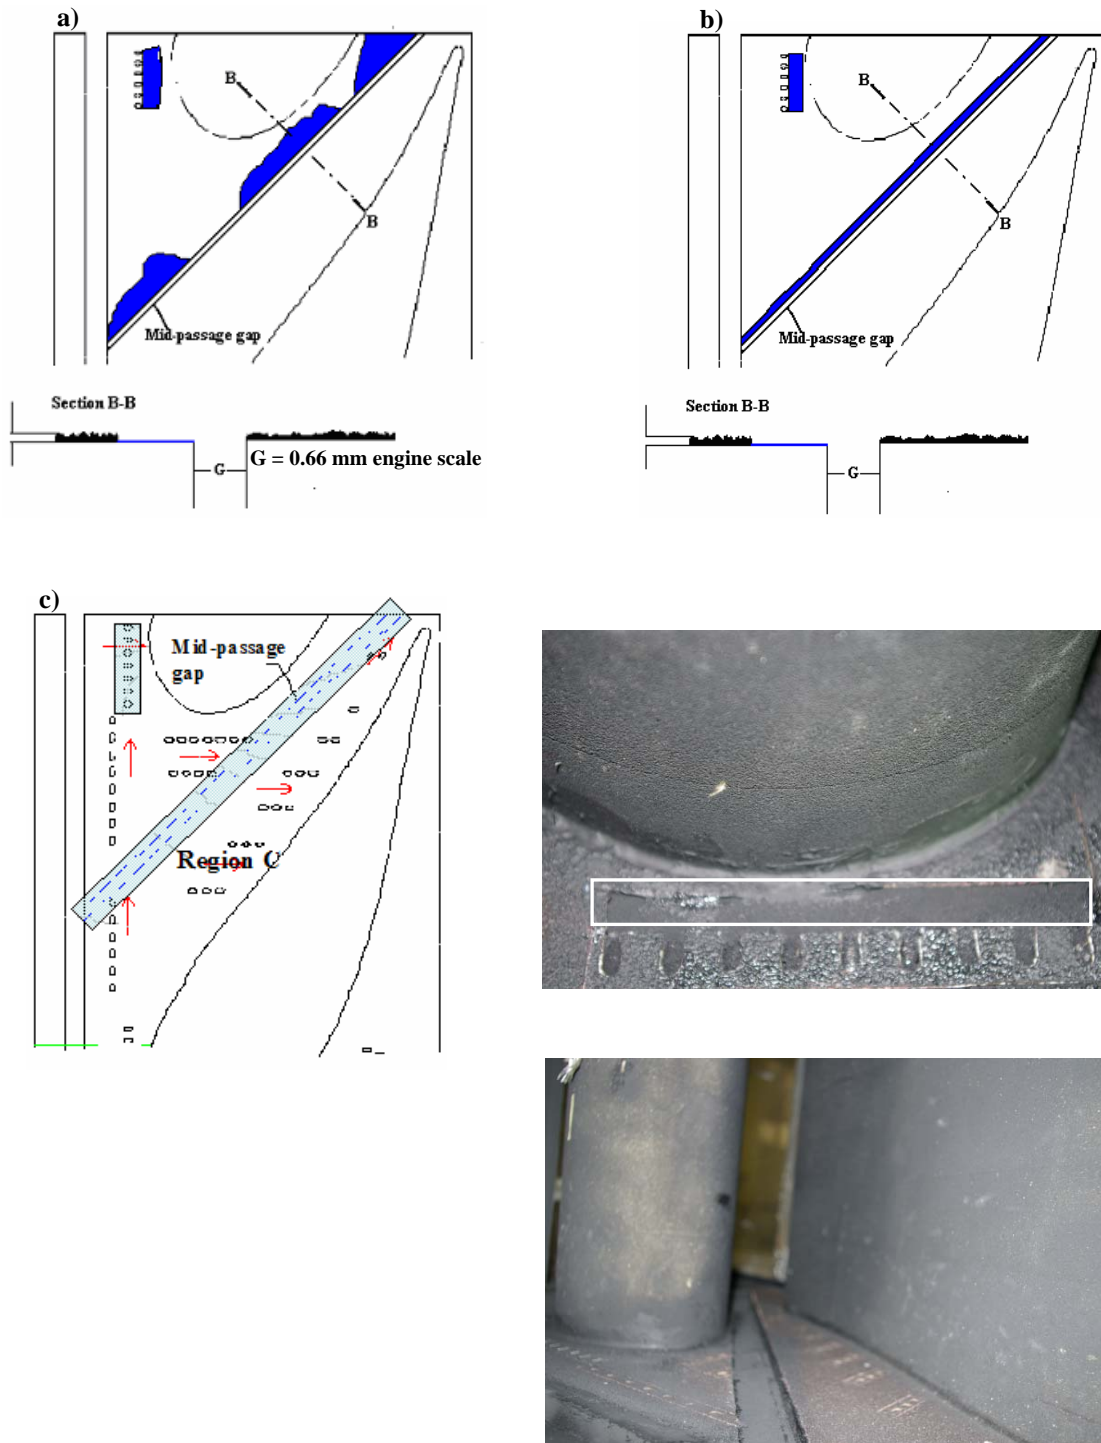 a)
B
B
Mid-passage gap
Section B-B
G
G = 0.66 mm engine scale
b)
B
B
Mid-passage gap
Section B-B
G
c)
Mid-passage
gap
Region C